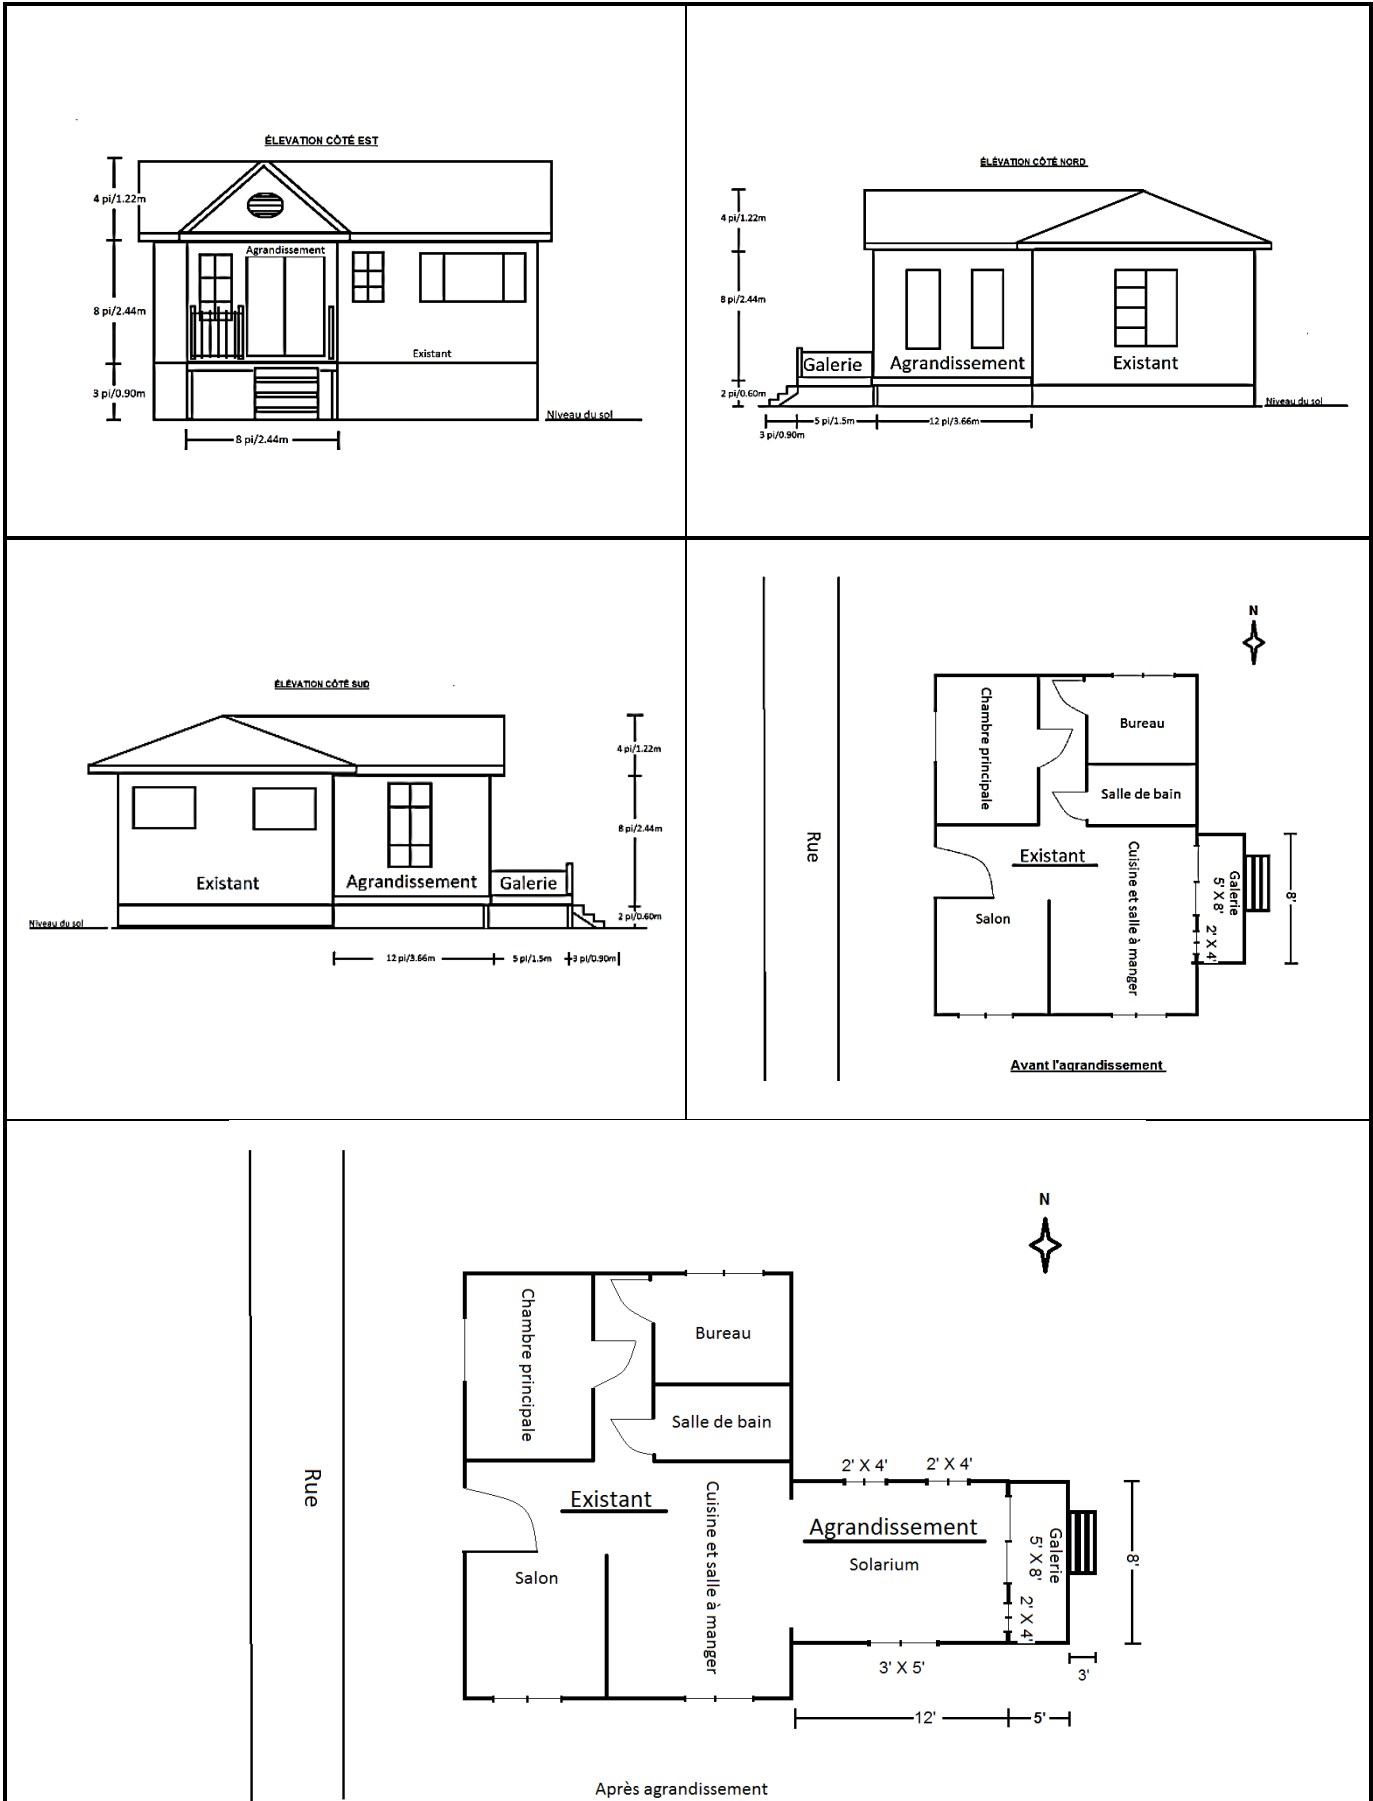 ÉLEVATION CÔTÉ EST
4 pi/1.22m
Agrandissement
8 pi/2.44m
Existant
3 pi/0.90m
Niveau du sol
8 pi/2.44m
ÉLÉVATION CÔTÉ NORD
4 pi/1.22m
8 pi/2.44m
Galerie
Agrandissement
Existant
2 pi/0.60m
Niveau du sol
5 pi/1.5m
12 pi/3.66m
3 pi/0.90m
ÉLÉVATION CÔTÉ SUD
4 pi/1.22m
8 pi/2.44m
Existant
Agrandissement
Galerie
2 pi/0.60m
Niveau du sol
12 pi/3.66m
5 pi/1.5m
3 pi/0.90m
N
Chambre principale
Bureau
Salle de bain
Rue
Existant
Cuisine et salle à manger
Galerie
5' X 8'
8'
Salon
2' X 4'
Avant l'agrandissement
N
Chambre principale
Bureau
Salle de bain
Rue
2' X 4'
2' X 4'
Existant
Cuisine et salle à manger
Agrandissement
Solarium
Galerie
5' X 8'
8'
Salon
2' X 4'
3' X 5'
3'
12'
5'
Après agrandissement